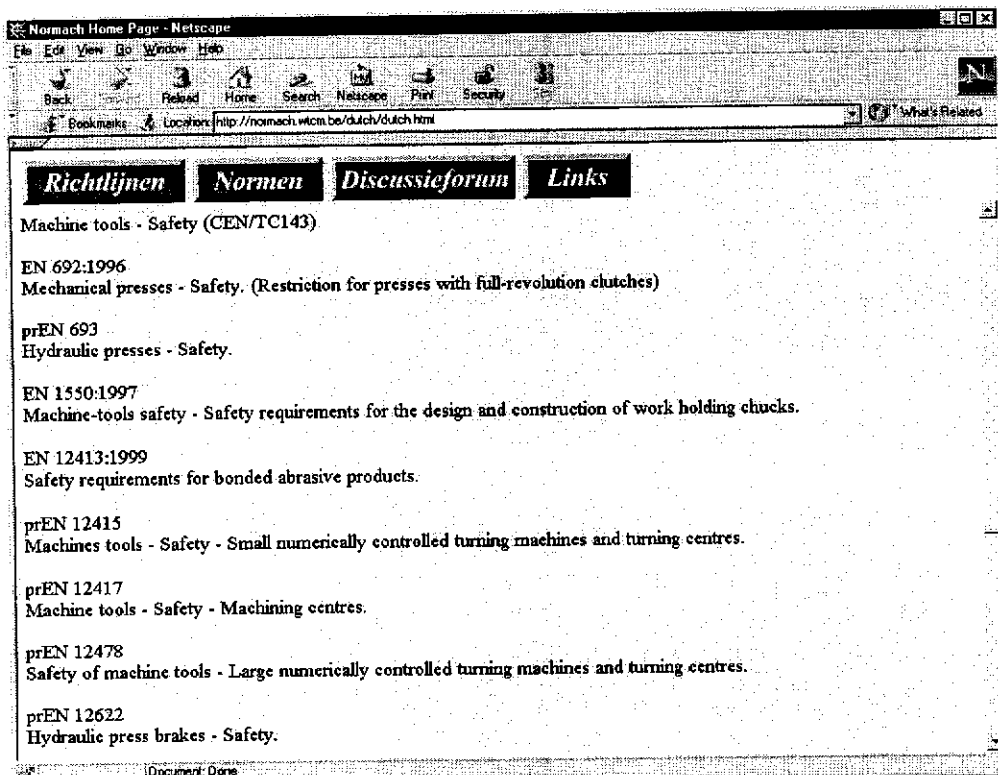 Normach Home Page - Netscape
File Edit View Go Window Help
Back Reload Home Search Netscape Print Security
Bookmarks Location: http://normach.wtcm.be/dutch/dutch.html What's Related
Richtlijnen Normen Discussieforum Links
Machine tools - Safety (CEN/TC143)
EN 692:1996
Mechanical presses - Safety. (Restriction for presses with full-revolution clutches)
prEN 693
Hydraulic presses - Safety.
EN 1550:1997
Machine-tools safety - Safety requirements for the design and construction of work holding chucks.
EN 12413:1999
Safety requirements for bonded abrasive products.
prEN 12415
Machines tools - Safety - Small numerically controlled turning machines and turning centres.
prEN 12417
Machine tools - Safety - Machining centres.
prEN 12478
Safety of machine tools - Large numerically controlled turning machines and turning centres.
prEN 12622
Hydraulic press brakes - Safety.
Document: Done